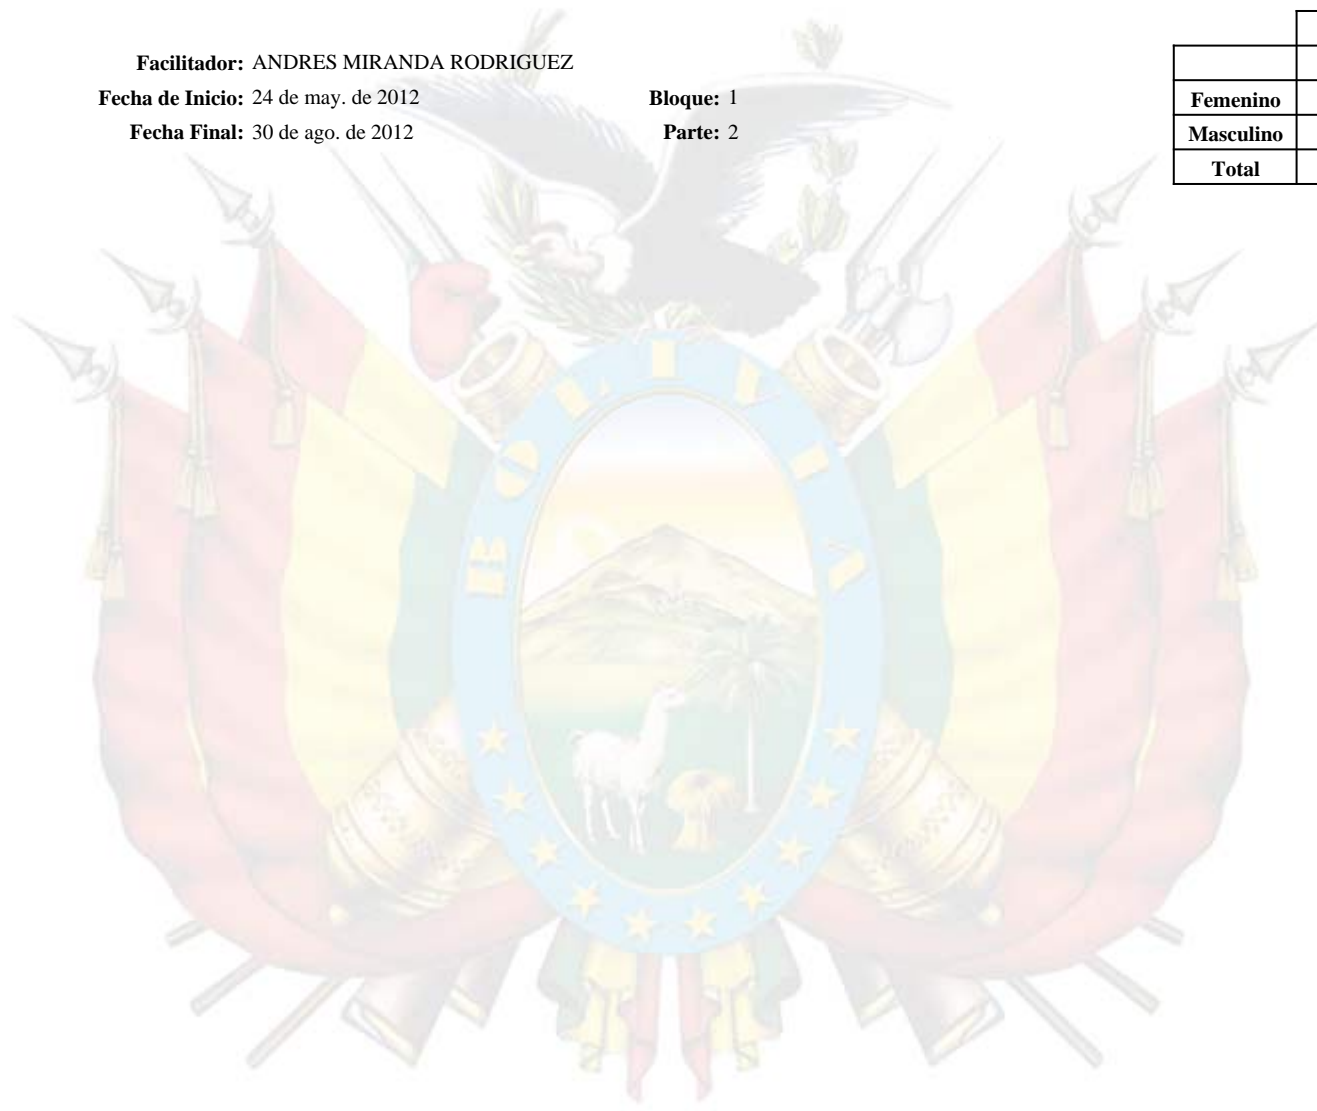 Facilitador: ANDRES MIRANDA RODRIGUEZ
Fecha de Inicio: 24 de may. de 2012 Bloque: 1
Fecha Final: 30 de ago. de 2012 Parte: 2
Femenino
Masculino
Total
BOLIVIA